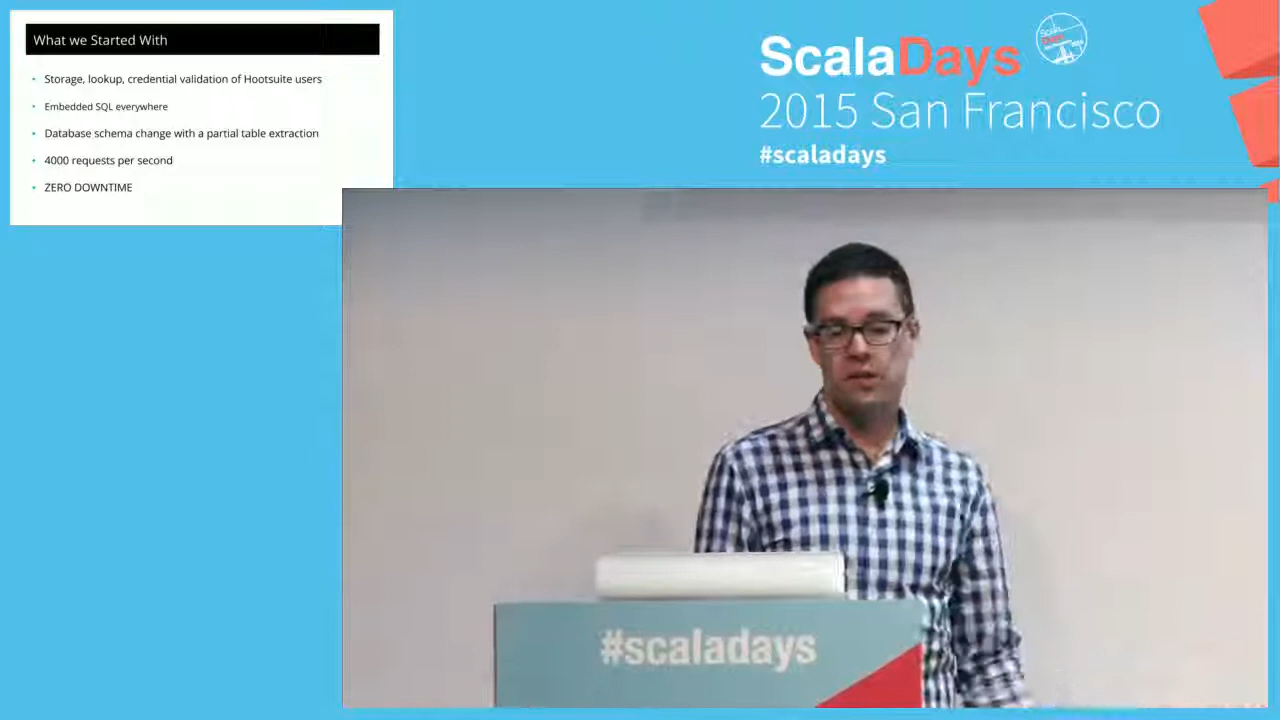 What we Started With
Storage, lookup, credential validation of Hootsuite users
Embedded SQL everywhere
Database schema change with a partial table extraction
4000 requests per second
ZERO DOWNTIME
ScalaDays
2015 San Francisco
#scaladays
#scaladays